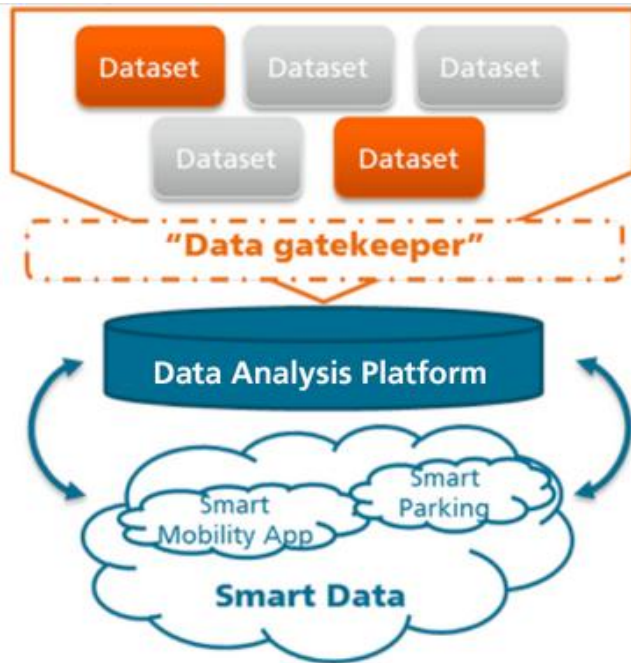 Dataset
Dataset
Dataset
Dataset
Dataset
“Data gatekeeper”
Data Analysis Platform
Smart
Mobility App
Smart
Parking
Smart Data